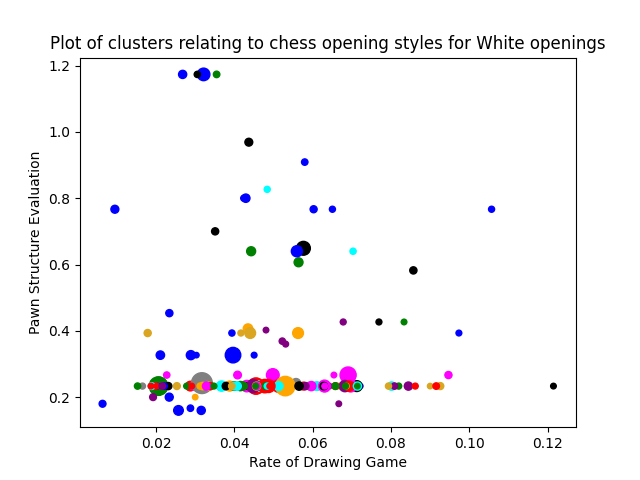 Plot of clusters relating to chess opening styles for White openings
1.2
1.0
0.8
0.6
0.4
0.2
Pawn Structure Evaluation
0.02 0.04 0.06 0.08 0.10 0.12
Rate of Drawing Game